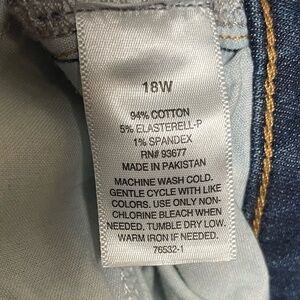 18W
94% COTTON
5% ELASTERELL-P
1% SPANDEX
RN# 93677
MADE IN PAKISTAN
MACHINE WASH COLD.
GENTLE CYCLE WITH LIKE
COLORS. USE ONLY NON-
CHLORINE BLEACH WHEN
NEEDED. TUMBLE DRY LOW.
WARM IRON IF NEEDED.
76532-1